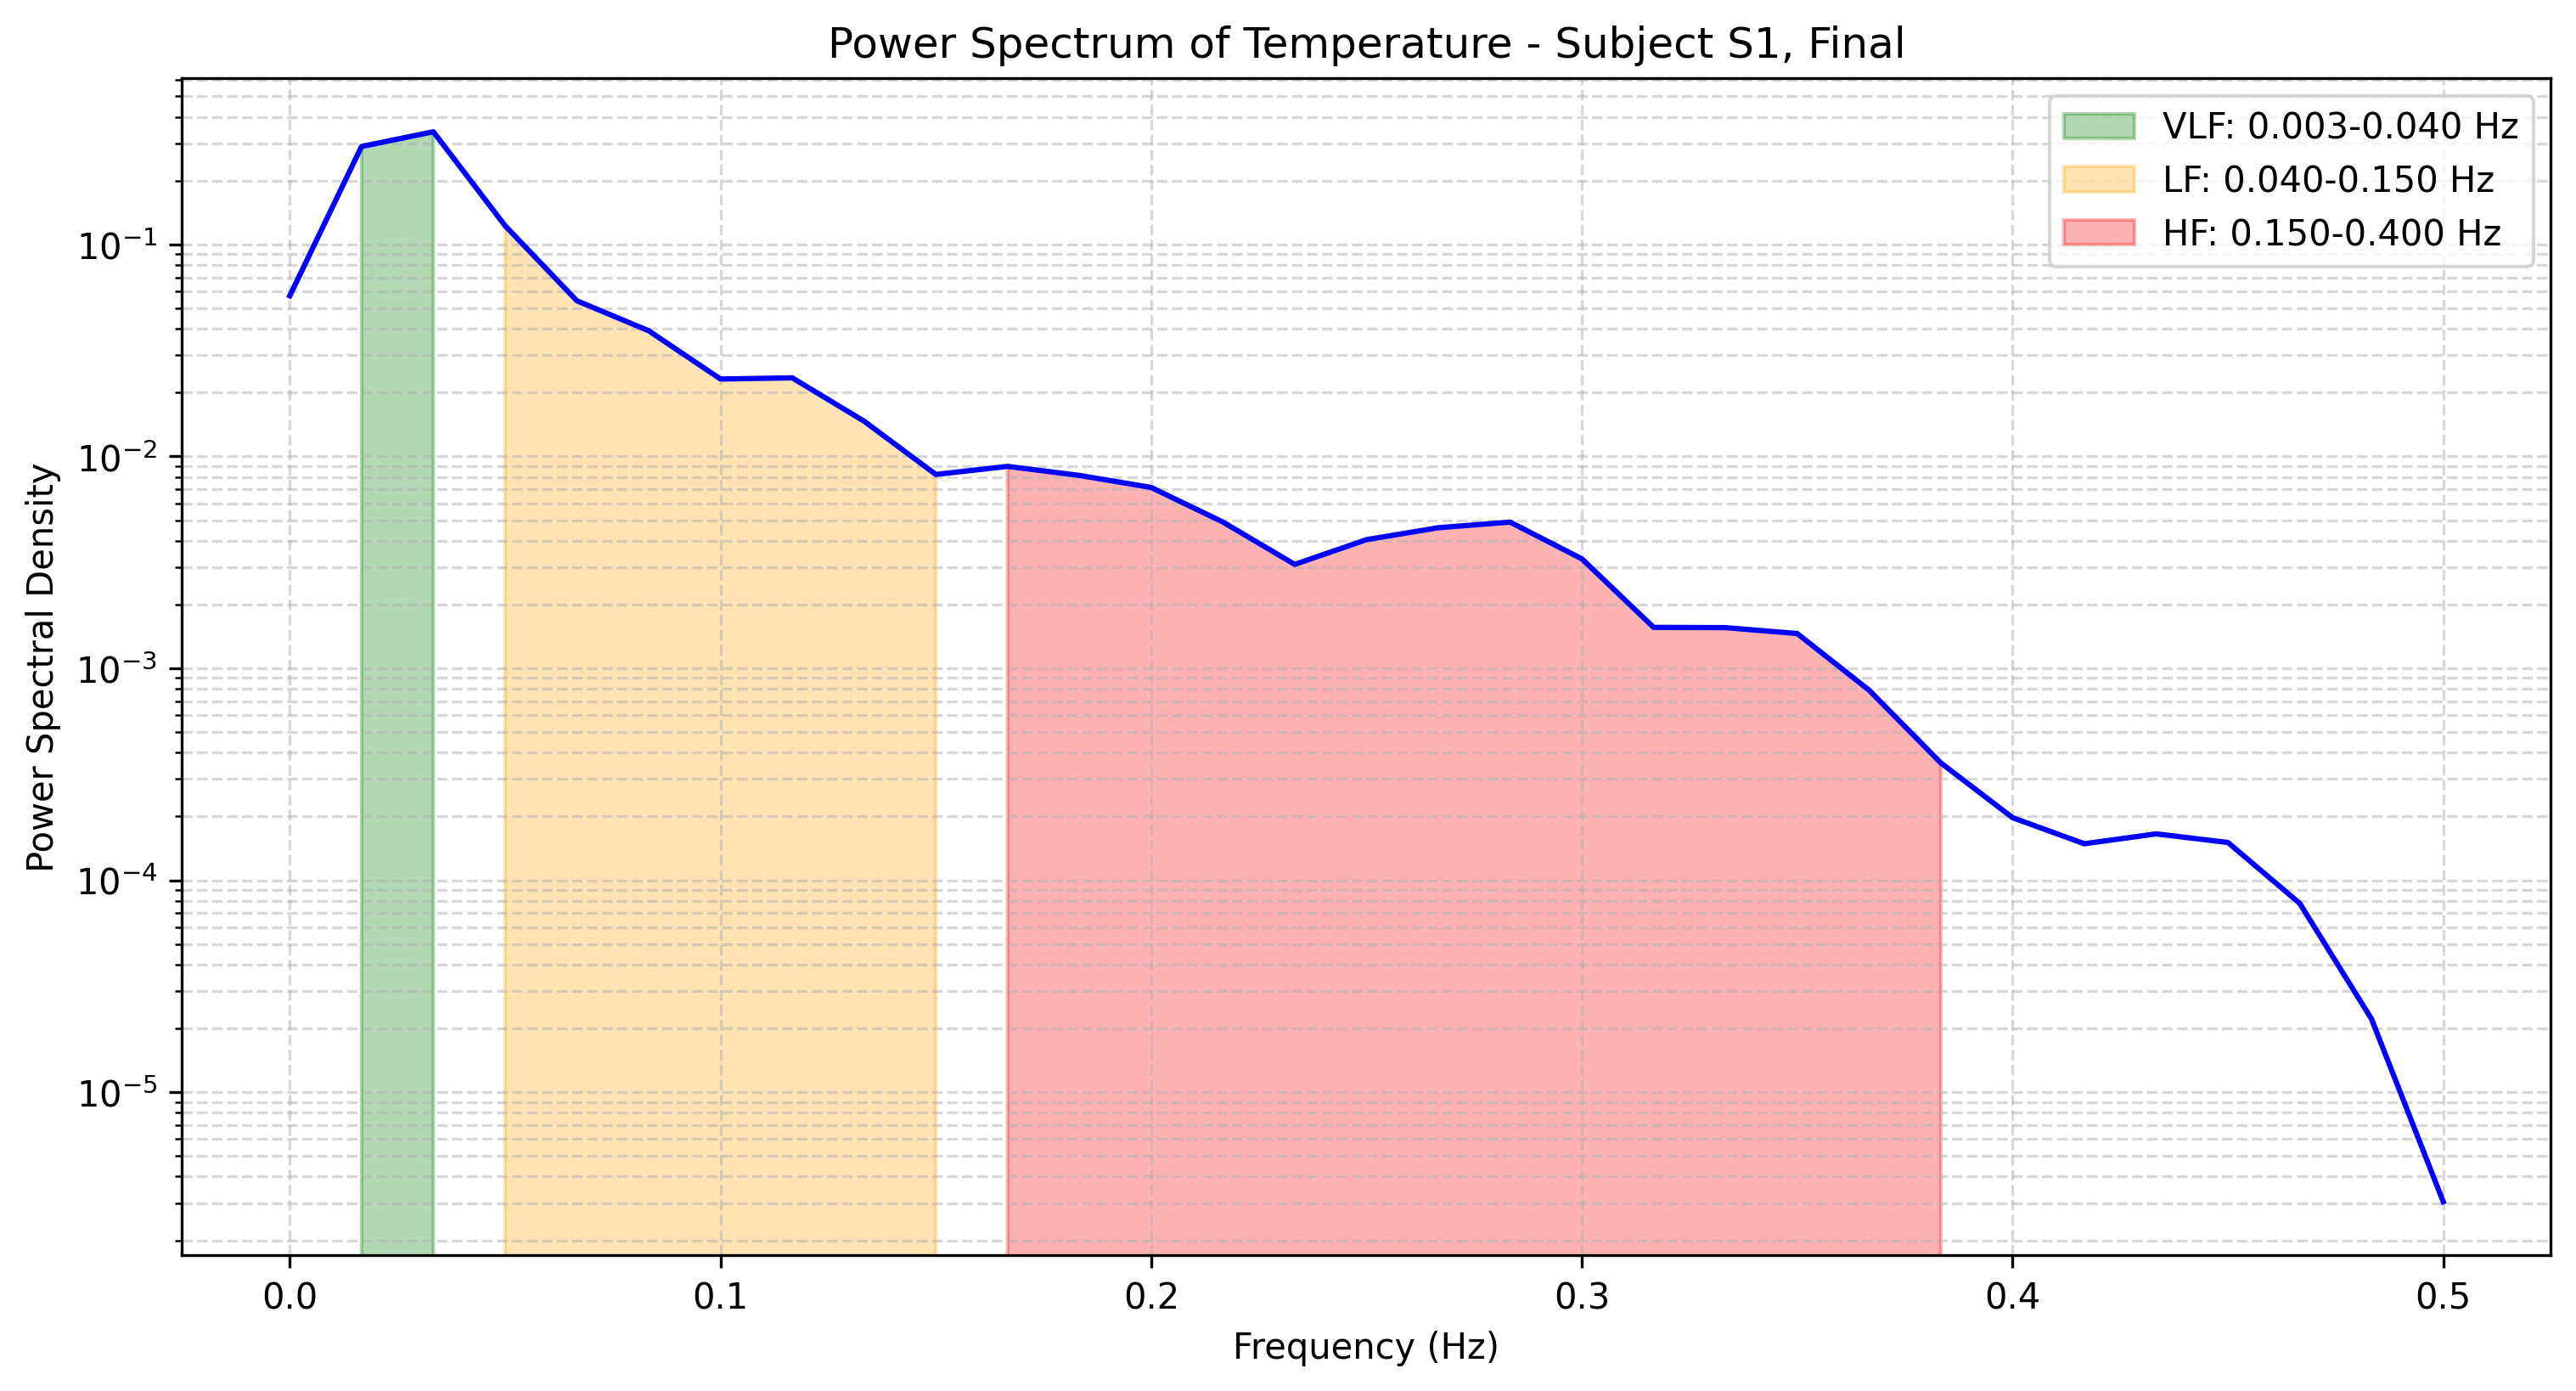 Power Spectrum of Temperature - Subject S1, Final
VLF: 0.003-0.040 Hz
LF: 0.040-0.150 Hz
HF: 0.150-0.400 Hz
Power Spectral Density
10⁻¹
10⁻²
10⁻³
10⁻⁴
10⁻⁵
0.0 0.1 0.2 0.3 0.4 0.5
Frequency (Hz)